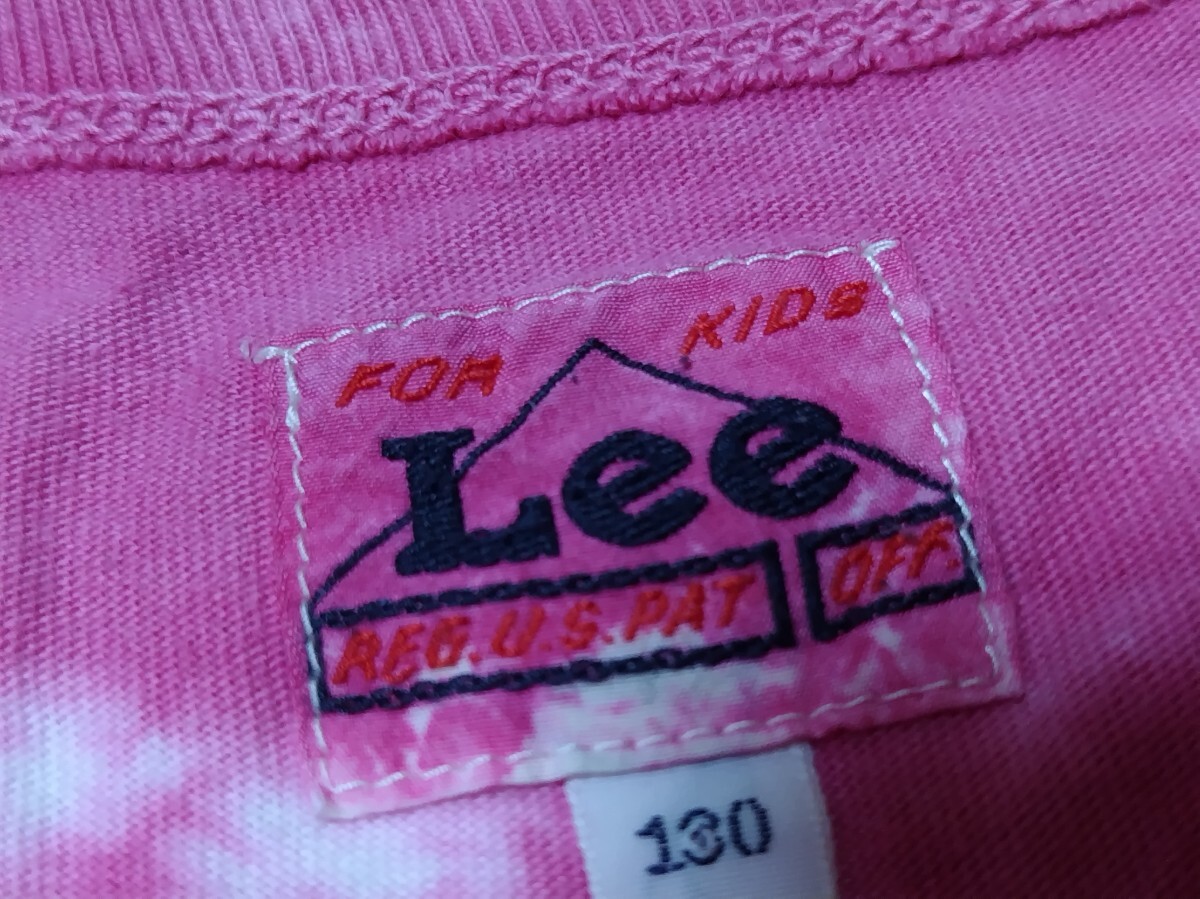 FOR KIDS
Lee
REG. U.S. PAT OFF.
130